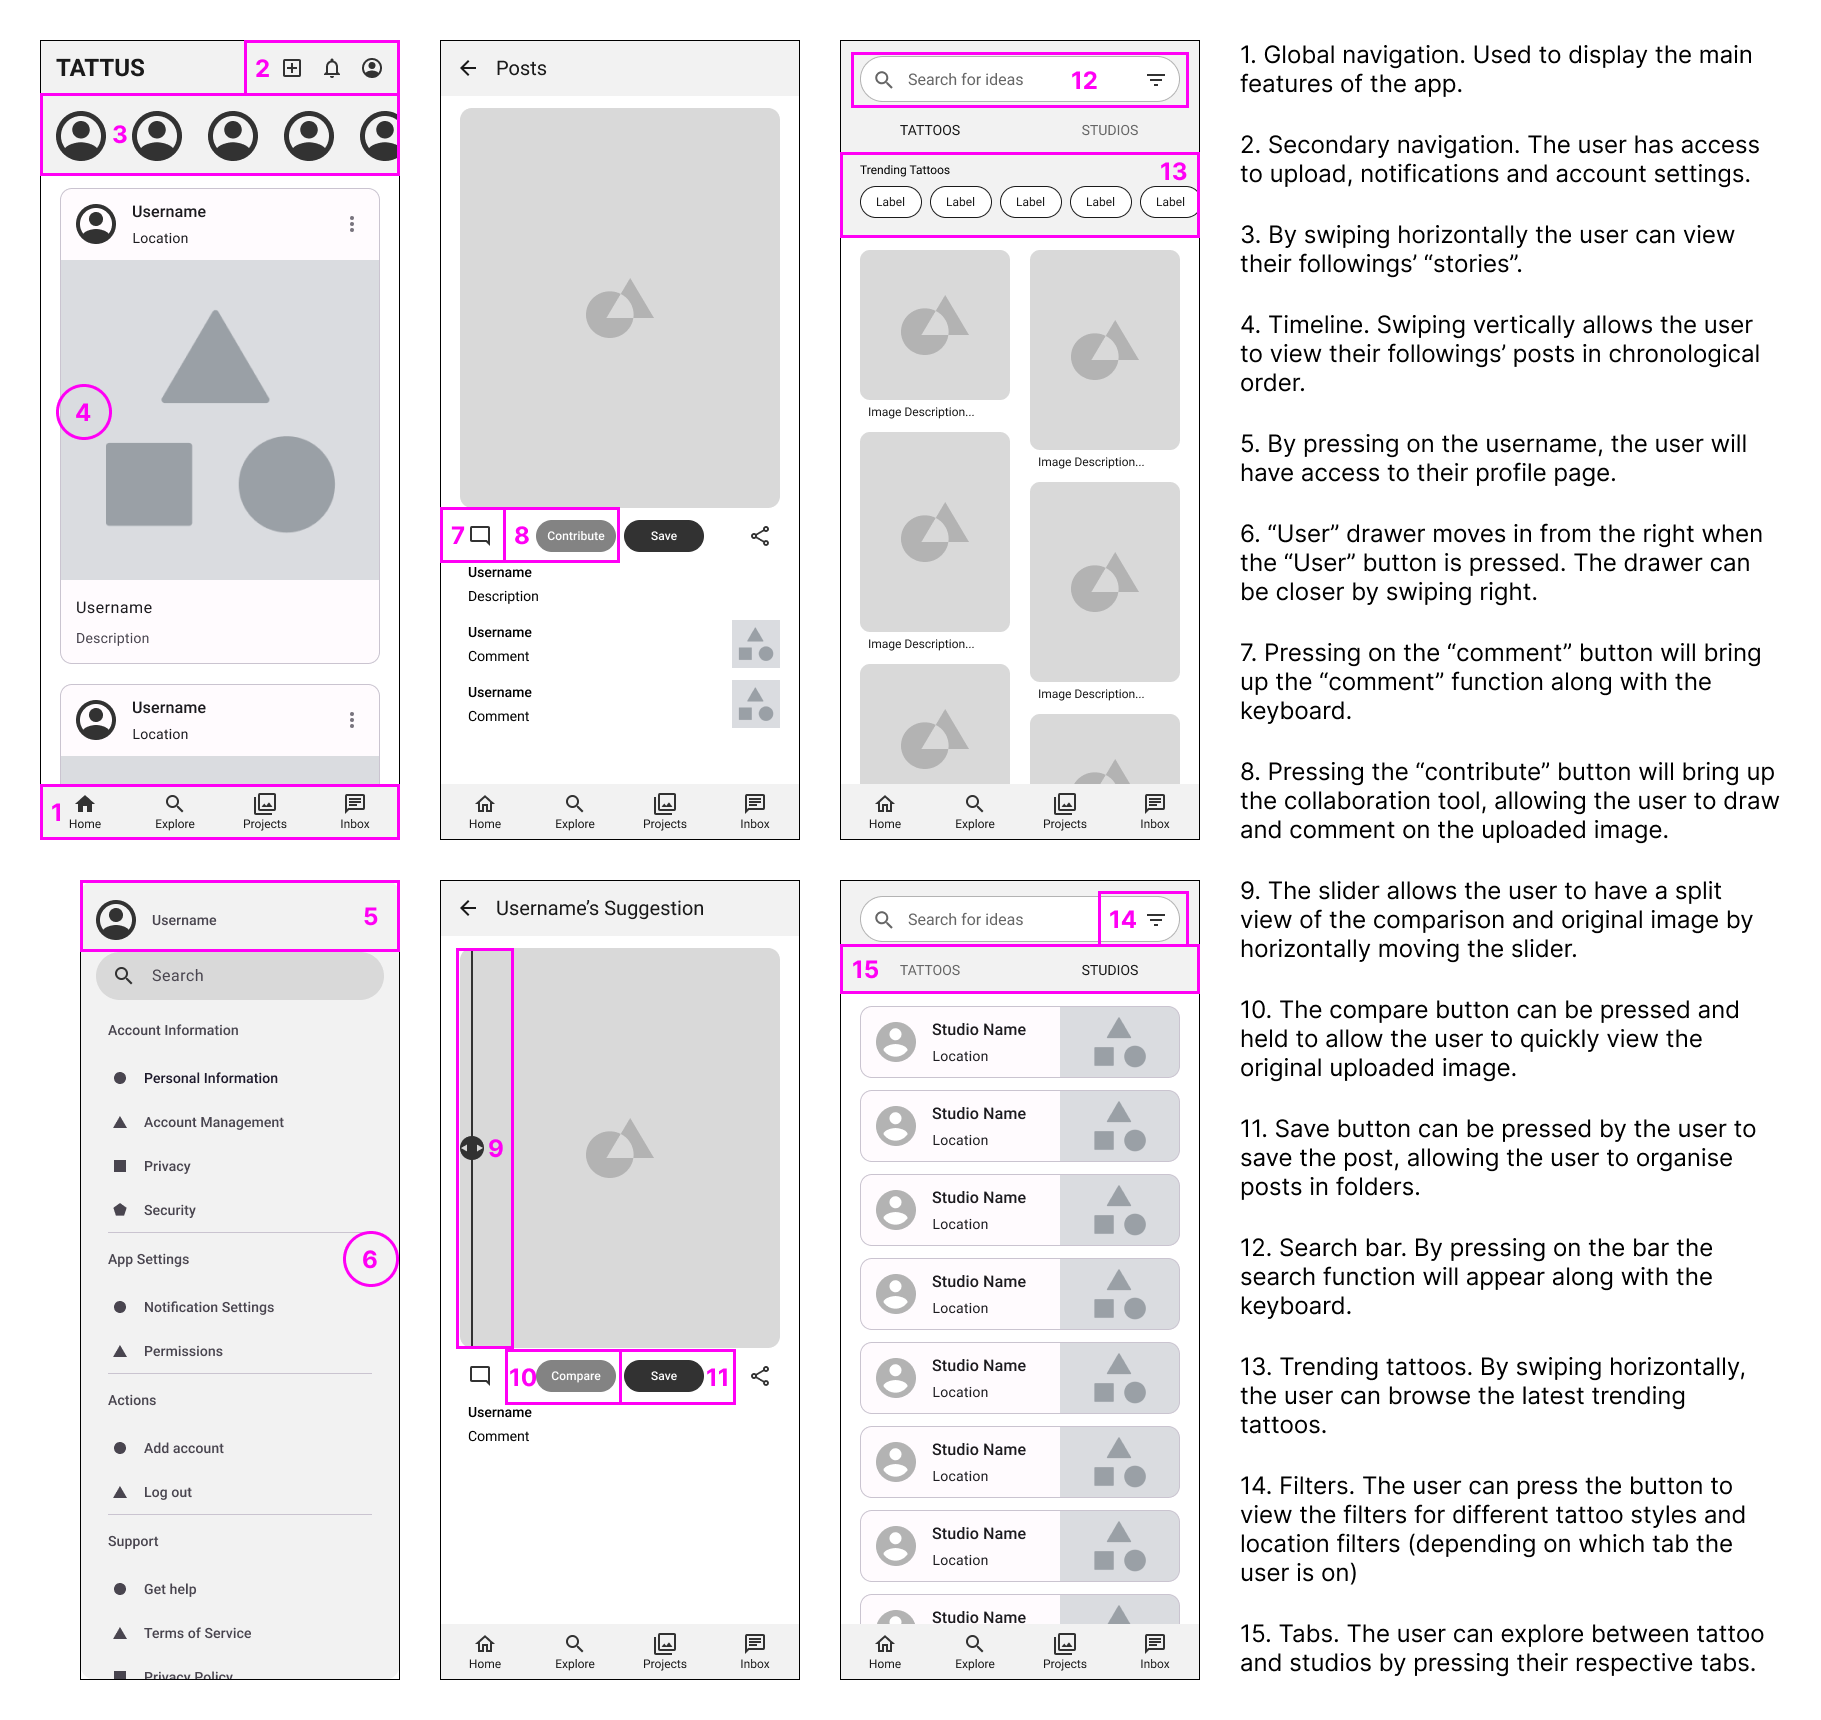 TATTUS
2
3
Username
Location
4
Username
Description
Username
Location
1
Home
Explore
Projects
Inbox
Posts
7
8
Contribute
Save
Username
Description
Username
Comment
Username
Comment
Home
Explore
Projects
Inbox
Search for ideas
12
TATTOOS
STUDIOS
Trending Tattoos
13
Label
Label
Label
Label
Label
Image Description...
Image Description...
Image Description...
Image Description...
Home
Explore
Projects
Inbox
Username
5
Search
Account Information
Personal Information
Account Management
Privacy
Security
App Settings
6
Notification Settings
Permissions
Actions
Add account
Log out
Support
Get help
Terms of Service
Privacy Policy
Username's Suggestion
9
10
Compare
Save
11
Username
Comment
Home
Explore
Projects
Inbox
Search for ideas
14
15
TATTOOS
STUDIOS
Studio Name
Location
Studio Name
Location
Studio Name
Location
Studio Name
Location
Studio Name
Location
Studio Name
Location
Studio Name
Location
Studio Name
Home
Explore
Projects
Inbox
1. Global navigation. Used to display the main
features of the app.
2. Secondary navigation. The user has access
to upload, notifications and account settings.
3. By swiping horizontally the user can view
their followings’ “stories”.
4. Timeline. Swiping vertically allows the user
to view their followings’ posts in chronological
order.
5. By pressing on the username, the user will
have access to their profile page.
6. “User” drawer moves in from the right when
the “User” button is pressed. The drawer can
be closer by swiping right.
7. Pressing on the “comment” button will bring
up the “comment” function along with the
keyboard.
8. Pressing the “contribute” button will bring up
the collaboration tool, allowing the user to draw
and comment on the uploaded image.
9. The slider allows the user to have a split
view of the comparison and original image by
horizontally moving the slider.
10. The compare button can be pressed and
held to allow the user to quickly view the
original uploaded image.
11. Save button can be pressed by the user to
save the post, allowing the user to organise
posts in folders.
12. Search bar. By pressing on the bar the
search function will appear along with the
keyboard.
13. Trending tattoos. By swiping horizontally,
the user can browse the latest trending
tattoos.
14. Filters. The user can press the button to
view the filters for different tattoo styles and
location filters (depending on which tab the
user is on)
15. Tabs. The user can explore between tattoo
and studios by pressing their respective tabs.